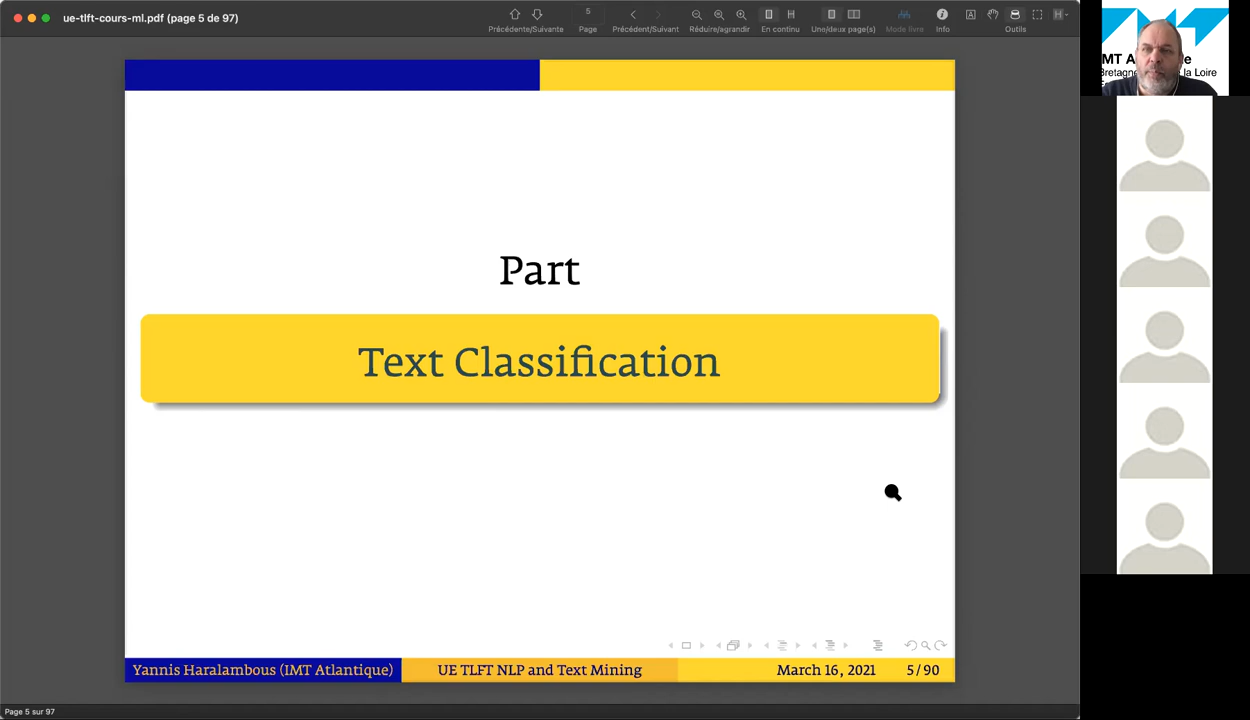 ue-tlft-cours-ml.pdf (page 5 de 97)
5
Précédente/Suivante
Page
Précédent/Suivant
Réduire/agrandir
En continu
Une/deux page(s)
Mode livre
Info
Outils
Part
Text Classification
Yannis Haralambous (IMT Atlantique)
UE TLFT NLP and Text Mining
March 16, 2021
5/90
Page 5 sur 97